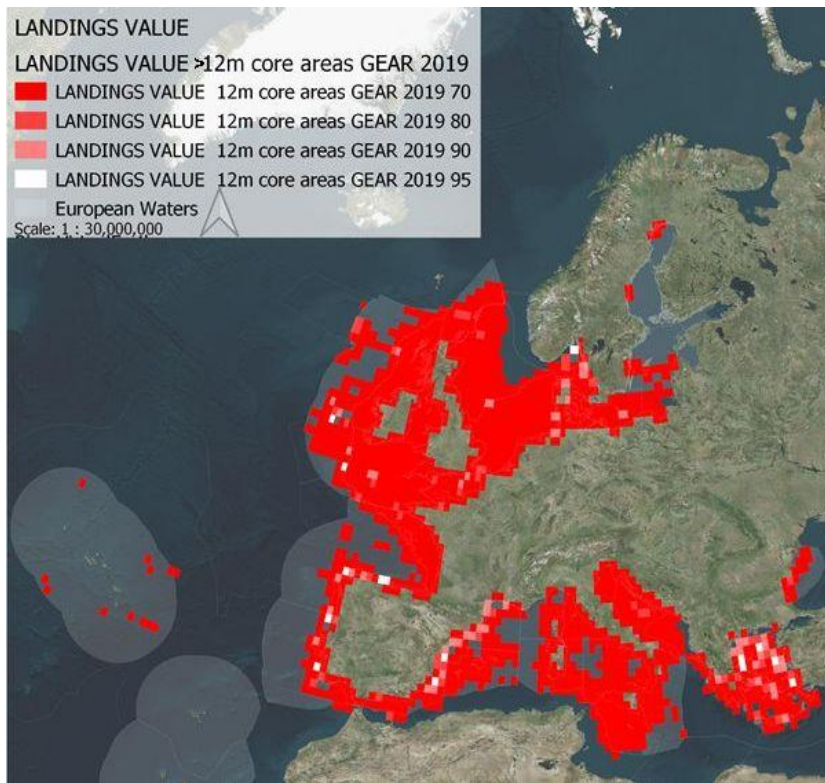 LANDINGS VALUE
LANDINGS VALUE >12m core areas GEAR 2019
LANDINGS VALUE 12m core areas GEAR 2019 70
LANDINGS VALUE 12m core areas GEAR 2019 80
LANDINGS VALUE 12m core areas GEAR 2019 90
LANDINGS VALUE 12m core areas GEAR 2019 95
European Waters
Scale: 1 : 30,000,000